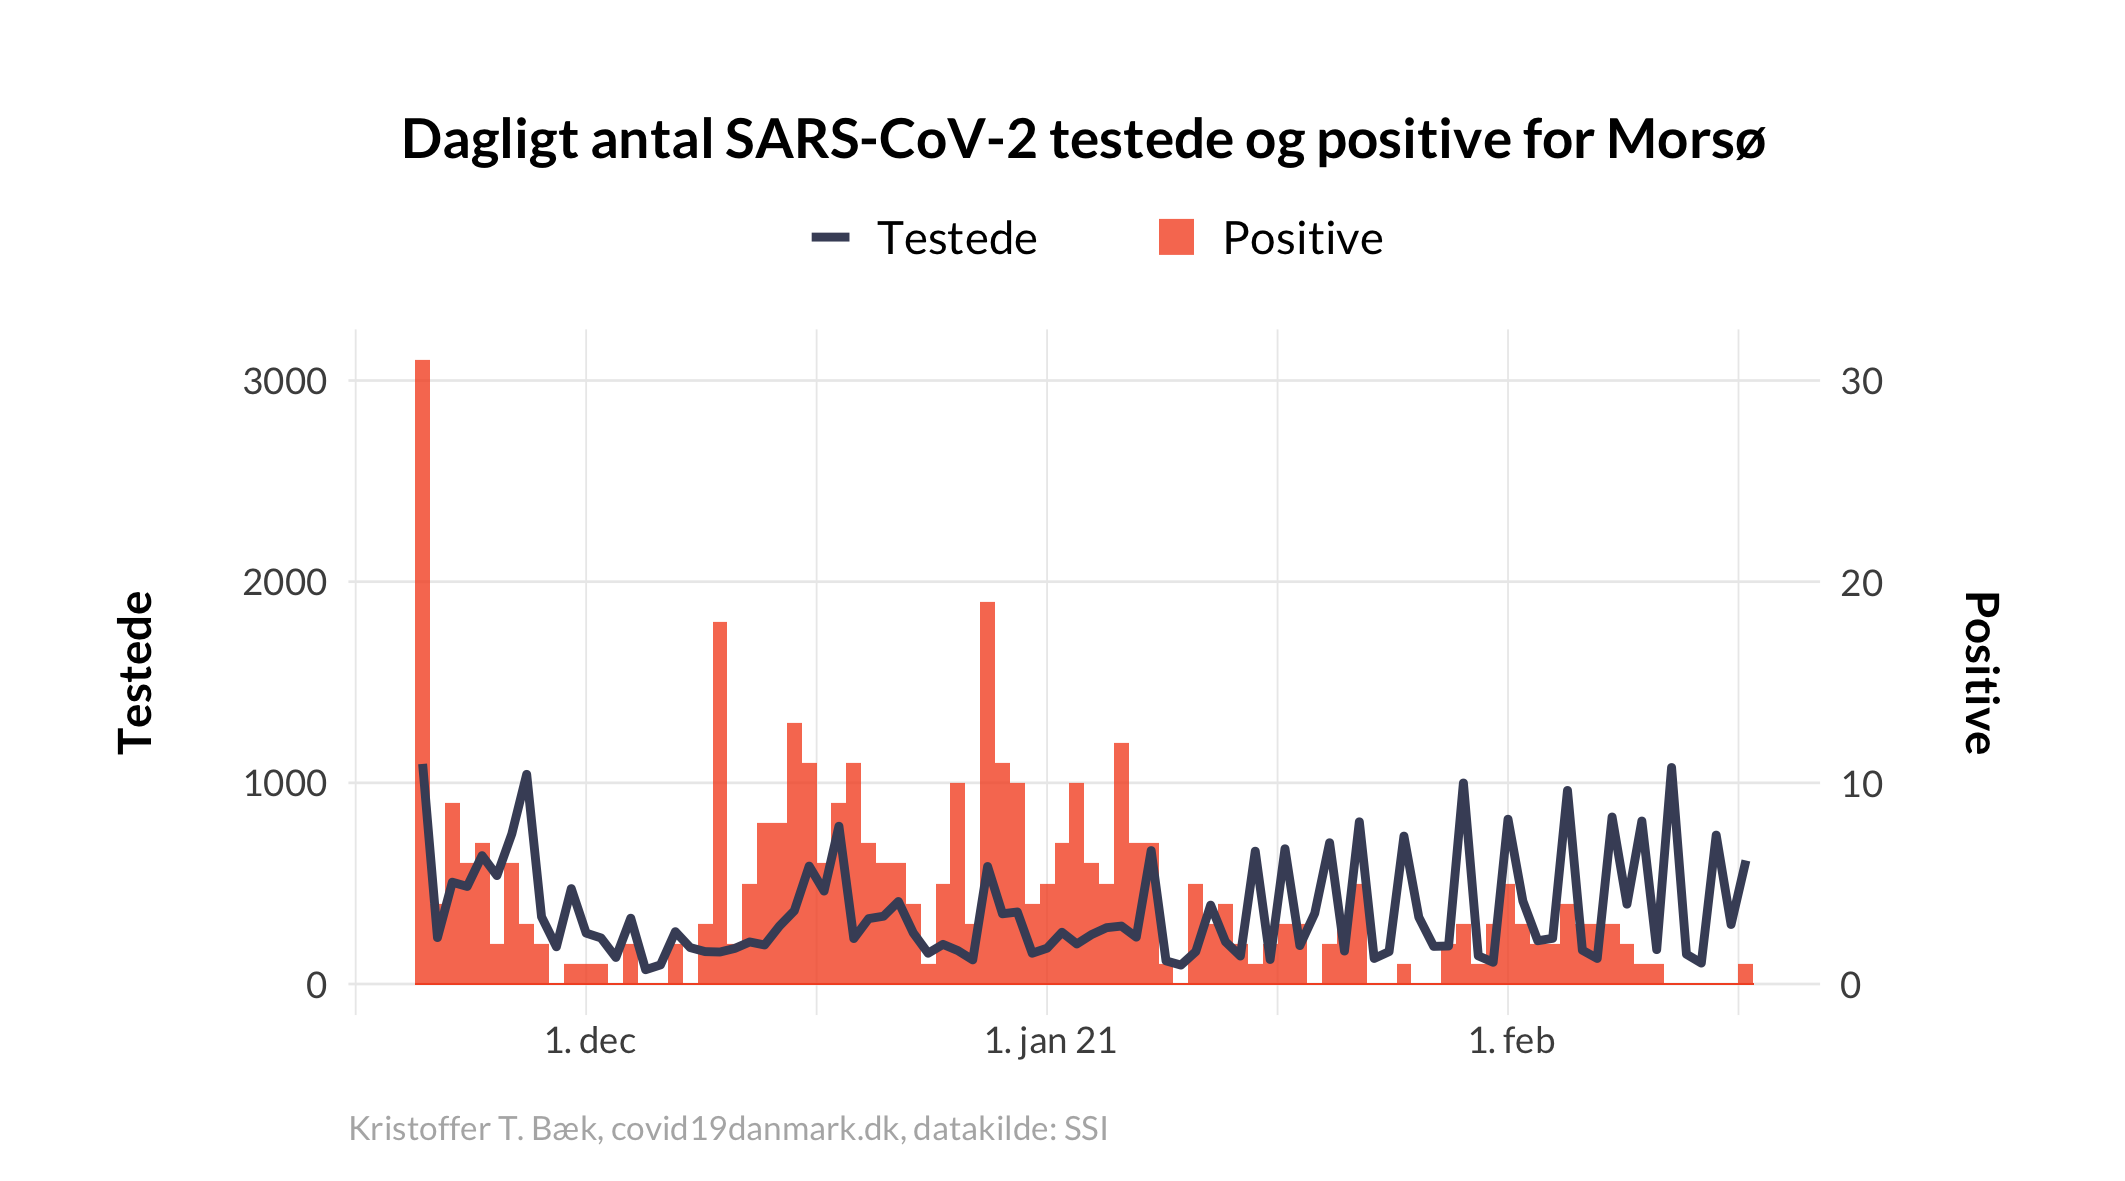 Dagligt antal SARS-CoV-2 testede og positive for Morsø
Testede
Positive
3000
2000
1000
0
30
20
10
0
Testede
Positive
1. dec
1. jan 21
1. feb
Kristoffer T. Bæk, covid19danmark.dk, datakilde: SSI